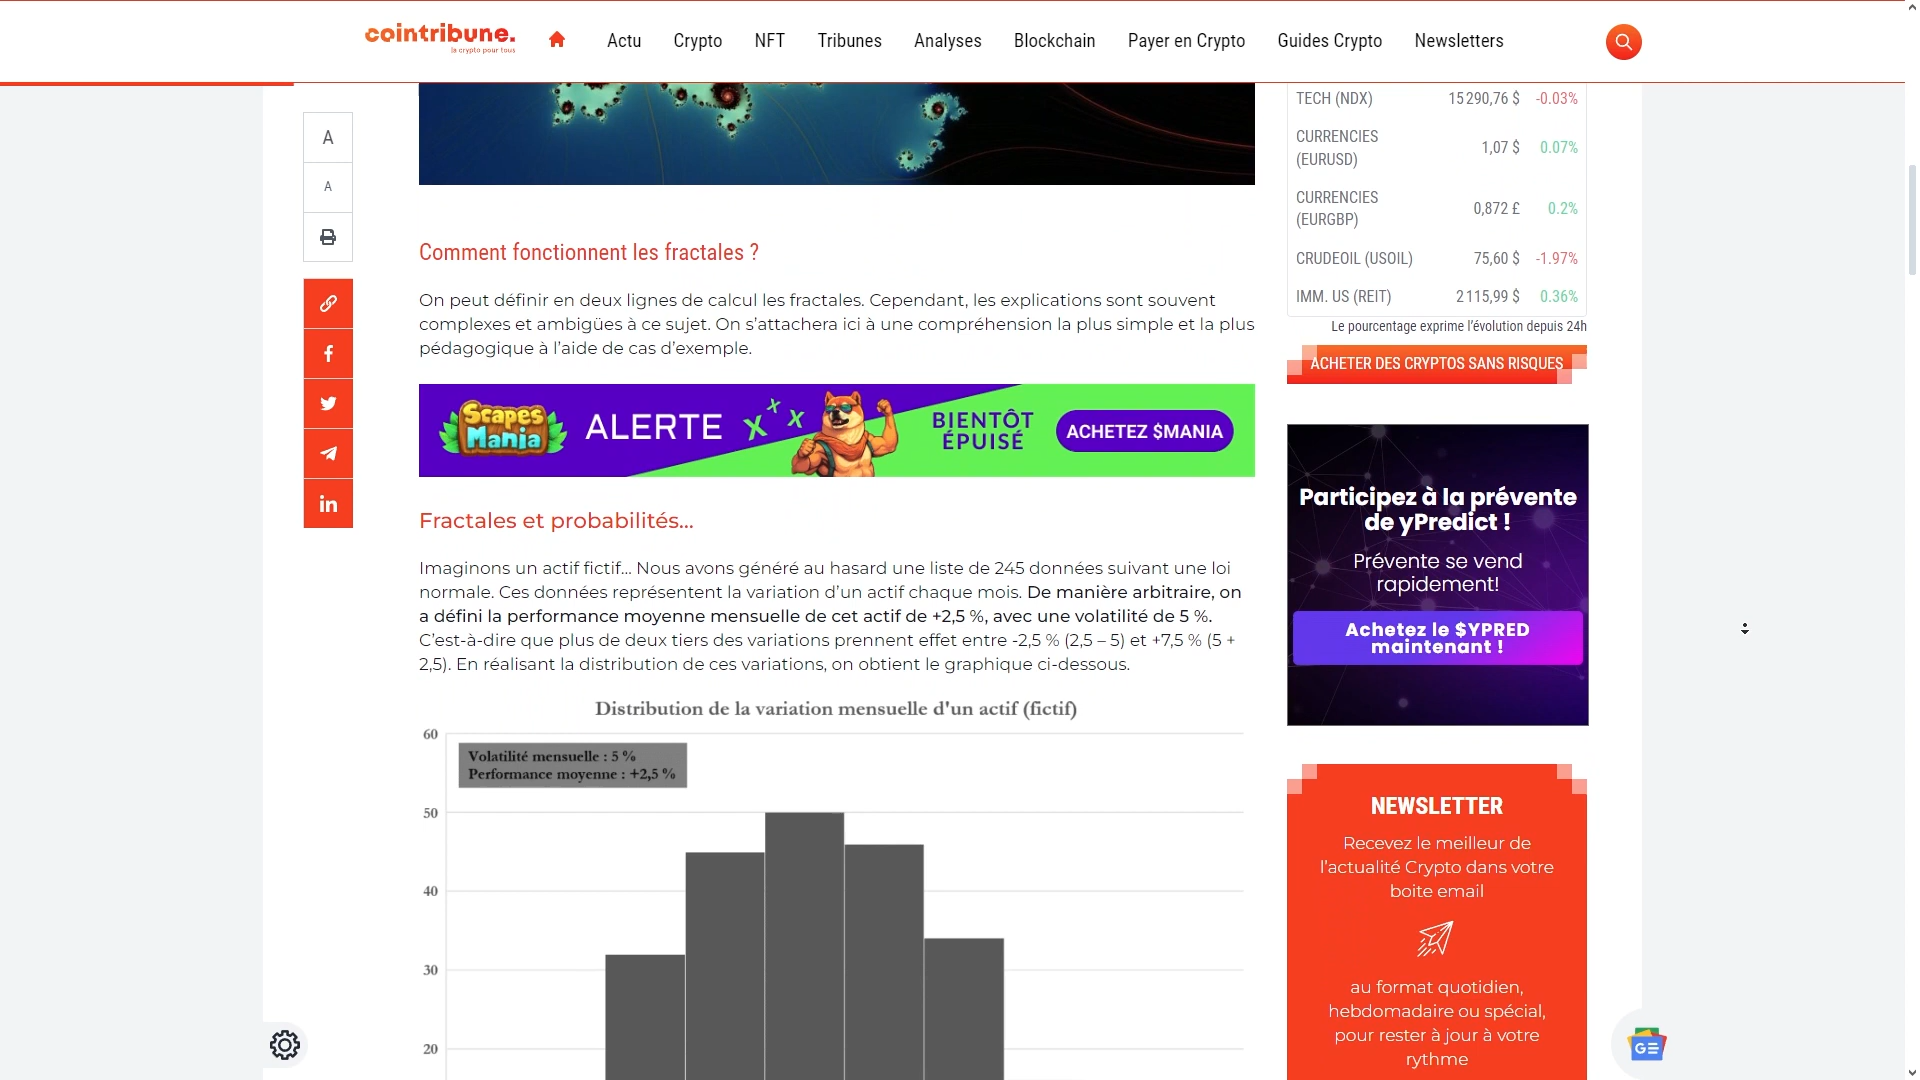 cointribune.
la crypto pour tous
Actu
Crypto
NFT
Tribunes
Analyses
Blockchain
Payer en Crypto
Guides Crypto
Newsletters
A
A
Comment fonctionnent les fractales ?
On peut définir en deux lignes de calcul les fractales. Cependant, les explications sont souvent
complexes et ambigües à ce sujet. On s’attachera ici à une compréhension la plus simple et la plus
pédagogique à l’aide de cas d’exemple.
Scapes
Mania
ALERTE
X X X
BIENTÔT
ÉPUISÉ
ACHETEZ $MANIA
Fractales et probabilités…
Imaginons un actif fictif… Nous avons généré au hasard une liste de 245 données suivant une loi
normale. Ces données représentent la variation d’un actif chaque mois. De manière arbitraire, on
a défini la performance moyenne mensuelle de cet actif de +2,5 %, avec une volatilité de 5 %.
C’est-à-dire que plus de deux tiers des variations prennent effet entre -2,5 % (2,5 – 5) et +7,5 % (5 +
2,5). En réalisant la distribution de ces variations, on obtient le graphique ci-dessous.
Distribution de la variation mensuelle d'un actif (fictif)
60
Volatilité mensuelle : 5 %
Performance moyenne : +2,5 %
50
40
30
20
TECH (NDX) 15 290,76 $ -0.03%
CURRENCIES
(EURUSD) 1,07 $ 0.07%
CURRENCIES
(EURGBP) 0,872 £ 0.2%
CRUDEOIL (USOIL) 75,60 $ -1.97%
IMM. US (REIT) 2 115,99 $ 0.36%
Le pourcentage exprime l’évolution depuis 24h
ACHETER DES CRYPTOS SANS RISQUES
Participez à la prévente
de yPredict !
Prévente se vend
rapidement!
Achetez le $YPRED
maintenant !
NEWSLETTER
Recevez le meilleur de
l’actualité Crypto dans votre
boite email
au format quotidien,
hebdomadaire ou spécial,
pour rester à jour à votre
rythme
GE